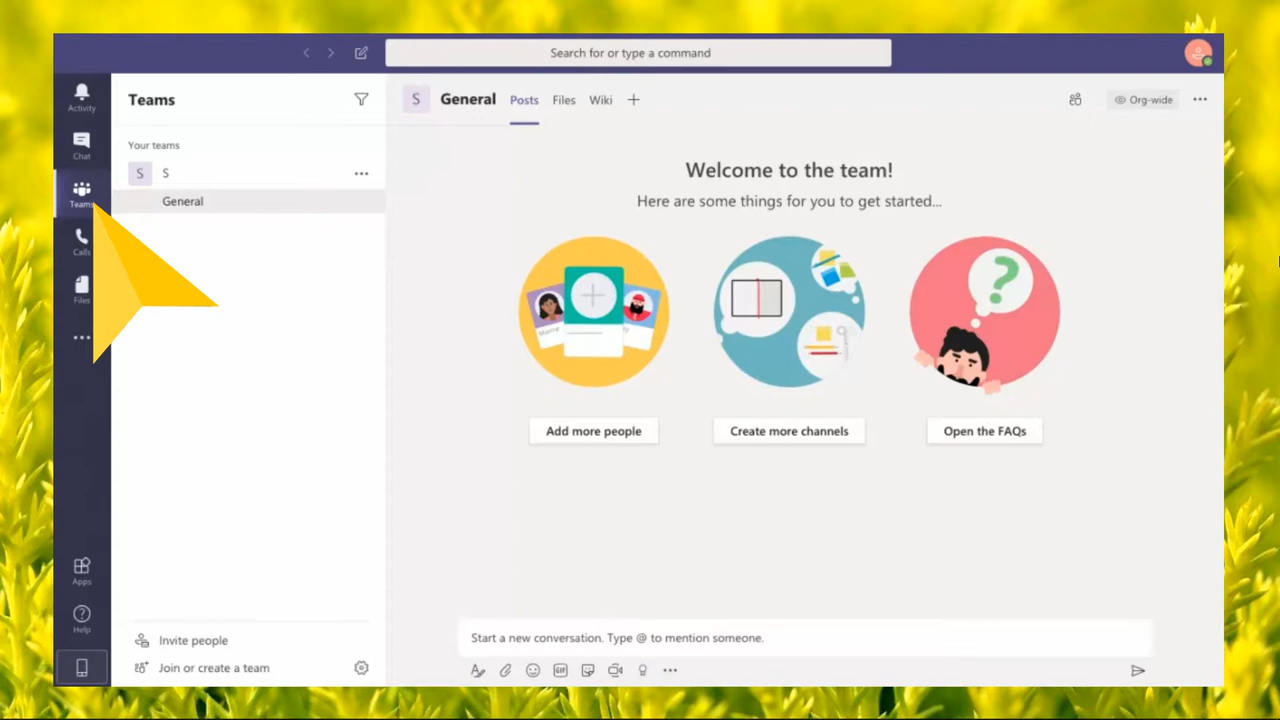 Search for or type a command
Activity
Chat
Teams
Calls
Files
Apps
Help
Teams
Your teams
S
S
General
Invite people
Join or create a team
S
General
Posts
Files
Wiki
Org-wide
Welcome to the team!
Here are some things for you to get started...
Add more people
Create more channels
Open the FAQs
Start a new conversation. Type @ to mention someone.
GIF